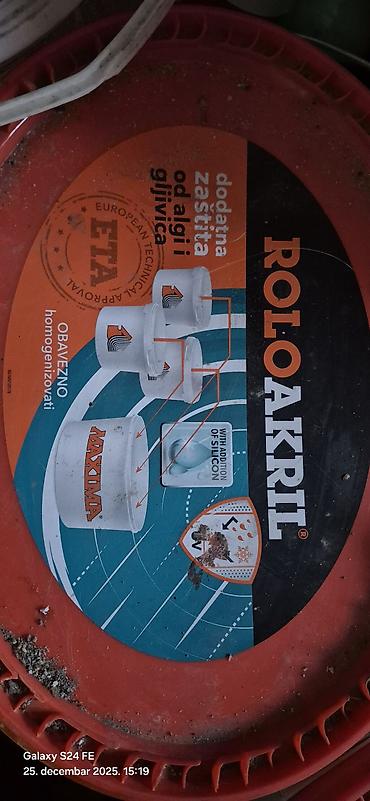 ROLOAKRIL®
dodatna
zaštita
od algi i
gljivica
EUROPEAN TECHNICAL APPROVAL
ETA
WITH ADDITION
OF SILICON
UV
MAXIMA
OBAVEZNO
homogenizovati
Galaxy S24 FE
25. decembar 2025. 15:19